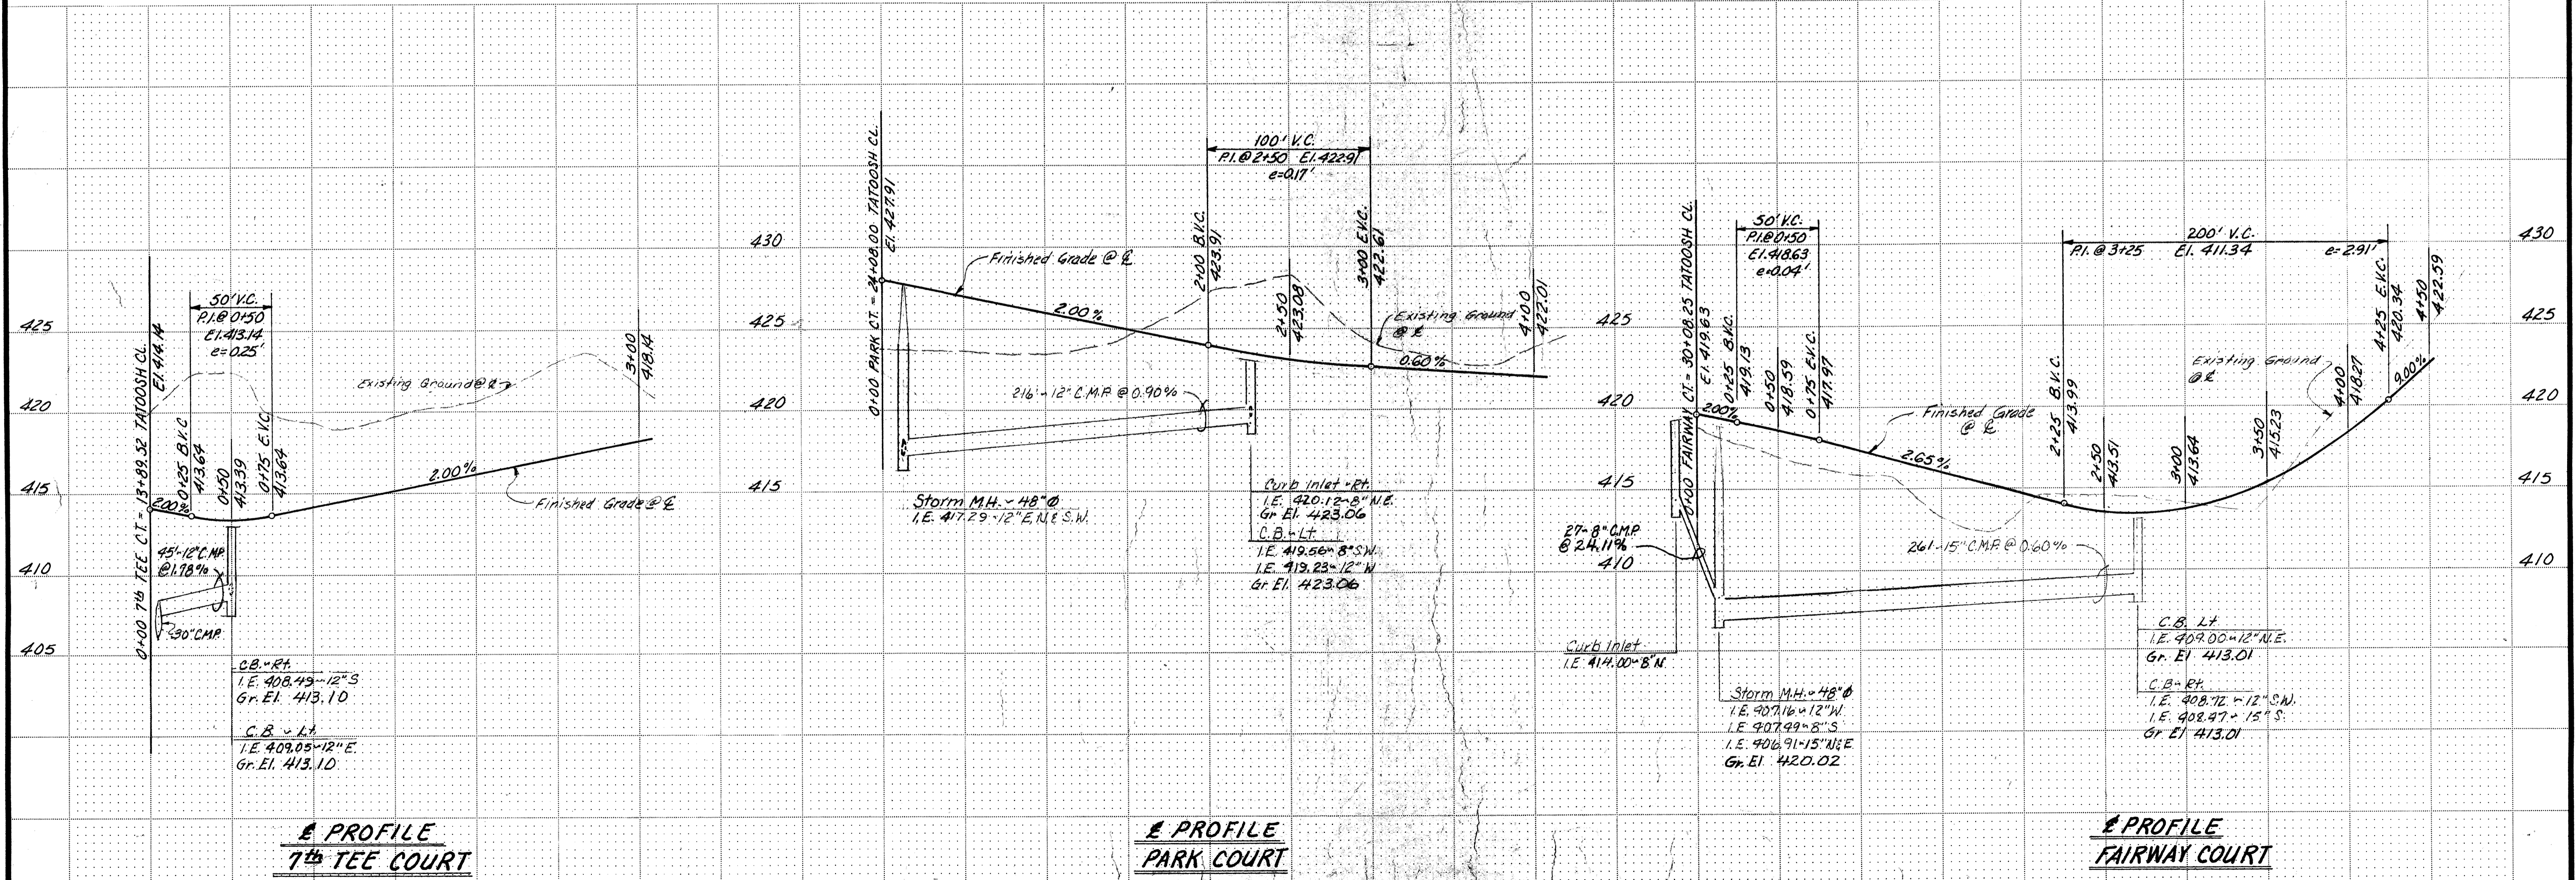 0+00 7th TEE CT. = 13+89.52 TATOOSH CL.
El. 414.14
50' V.C.
P.I. @ 0+50
El. 413.14
e = 0.25'
0+25 B.V.C
413.64
0+50
413.39
0+75 E.V.C.
413.64
3+00
418.14
Existing Ground @ ℄
2.00%
2.00%
Finished Grade @ ℄
45'-12" C.M.P.
@ 1.78%
30" C.M.P.
C.B. ~ Rt.
I.E. 408.49 ~ 12" S
Gr. El. 413.10
C.B. ~ Lt.
I.E. 409.05 ~ 12" E.
Gr. El. 413.10
425
420
415
410
405
℄ PROFILE
7th TEE COURT
430
425
420
415
0+00 PARK CT. = 24+08.00 TATOOSH CL.
El. 427.91
Finished Grade @ ℄
2.00%
100' V.C.
P.I. @ 2+50 El. 422.91
e=0.17'
2+00 B.V.C.
423.91
2+50
423.08
3+00 E.V.C.
422.61
4+00
422.01
Existing Ground
@ ℄
0.60%
216'-12" C.M.P. @ 0.90%
Storm M.H. ~ 48" Ø
I.E. 417.29 ~ 12" E, N & S.W.
Curb Inlet ~ Rt.
I.E. 420.12 ~ 8" N.E.
Gr El. 423.06
C.B. ~ Lt.
I.E. 419.56 ~ 8" S.W.
I.E. 419.23 ~ 12" W
Gr. El. 423.06
℄ PROFILE
PARK COURT
425
420
415
410
0+00 FAIRWAY CT. = 30+08.25 TATOOSH CL.
El. 419.63
50' V.C.
P.I. @ 0+50
El. 418.63
e=0.04'
0+25 B.V.C.
419.13
0+50
418.59
0+75 E.V.C.
417.97
2.00%
2.65%
Finished Grade
@ ℄
200' V.C.
P.I. @ 3+25 El. 411.34 e=2.91'
2+25 B.V.C.
413.99
2+50
413.51
3+00
413.64
3+50
415.23
4+00
418.27
4+25 E.V.C.
420.34
4+50
422.59
Existing Ground
@ ℄
9.00%
27-8" C.M.P.
@ 24.11%
261-15" C.M.P. @ 0.60%
Curb Inlet
I.E. 414.00 ~ 8" N.
Storm M.H. ~ 48" Ø
I.E. 407.16 ~ 12" W.
I.E. 407.49 ~ 8" S
I.E. 406.91 - 15" N & E
Gr. El 420.02
C.B. Lt
I.E. 409.00 ~ 12" N.E.
Gr. El 413.01
C.B ~ Rt.
I.E. 408.72 ~ 12" S.W.
I.E. 408.47 ~ 15" S.
Gr. El 413.01
430
425
420
415
410
℄ PROFILE
FAIRWAY COURT